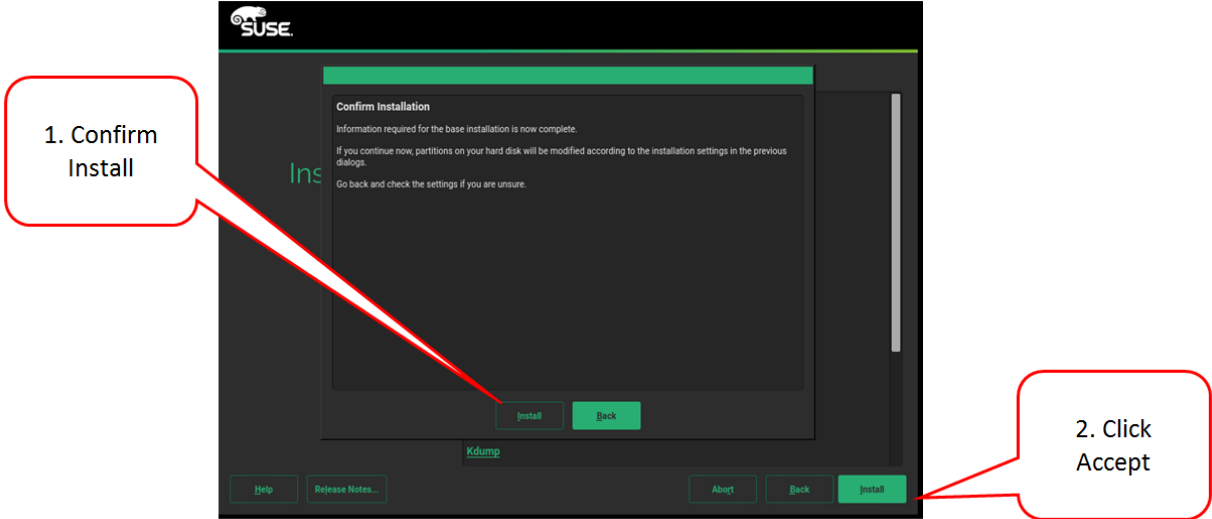 SUSE.
1. Confirm
Install
Confirm Installation
Information required for the base installation is now complete.
If you continue now, partitions on your hard disk will be modified according to the installation settings in the previous
dialogs.
Go back and check the settings if you are unsure.
Ins
Install
Back
Kdump
2. Click
Accept
Help
Release Notes...
Abort
Back
Install